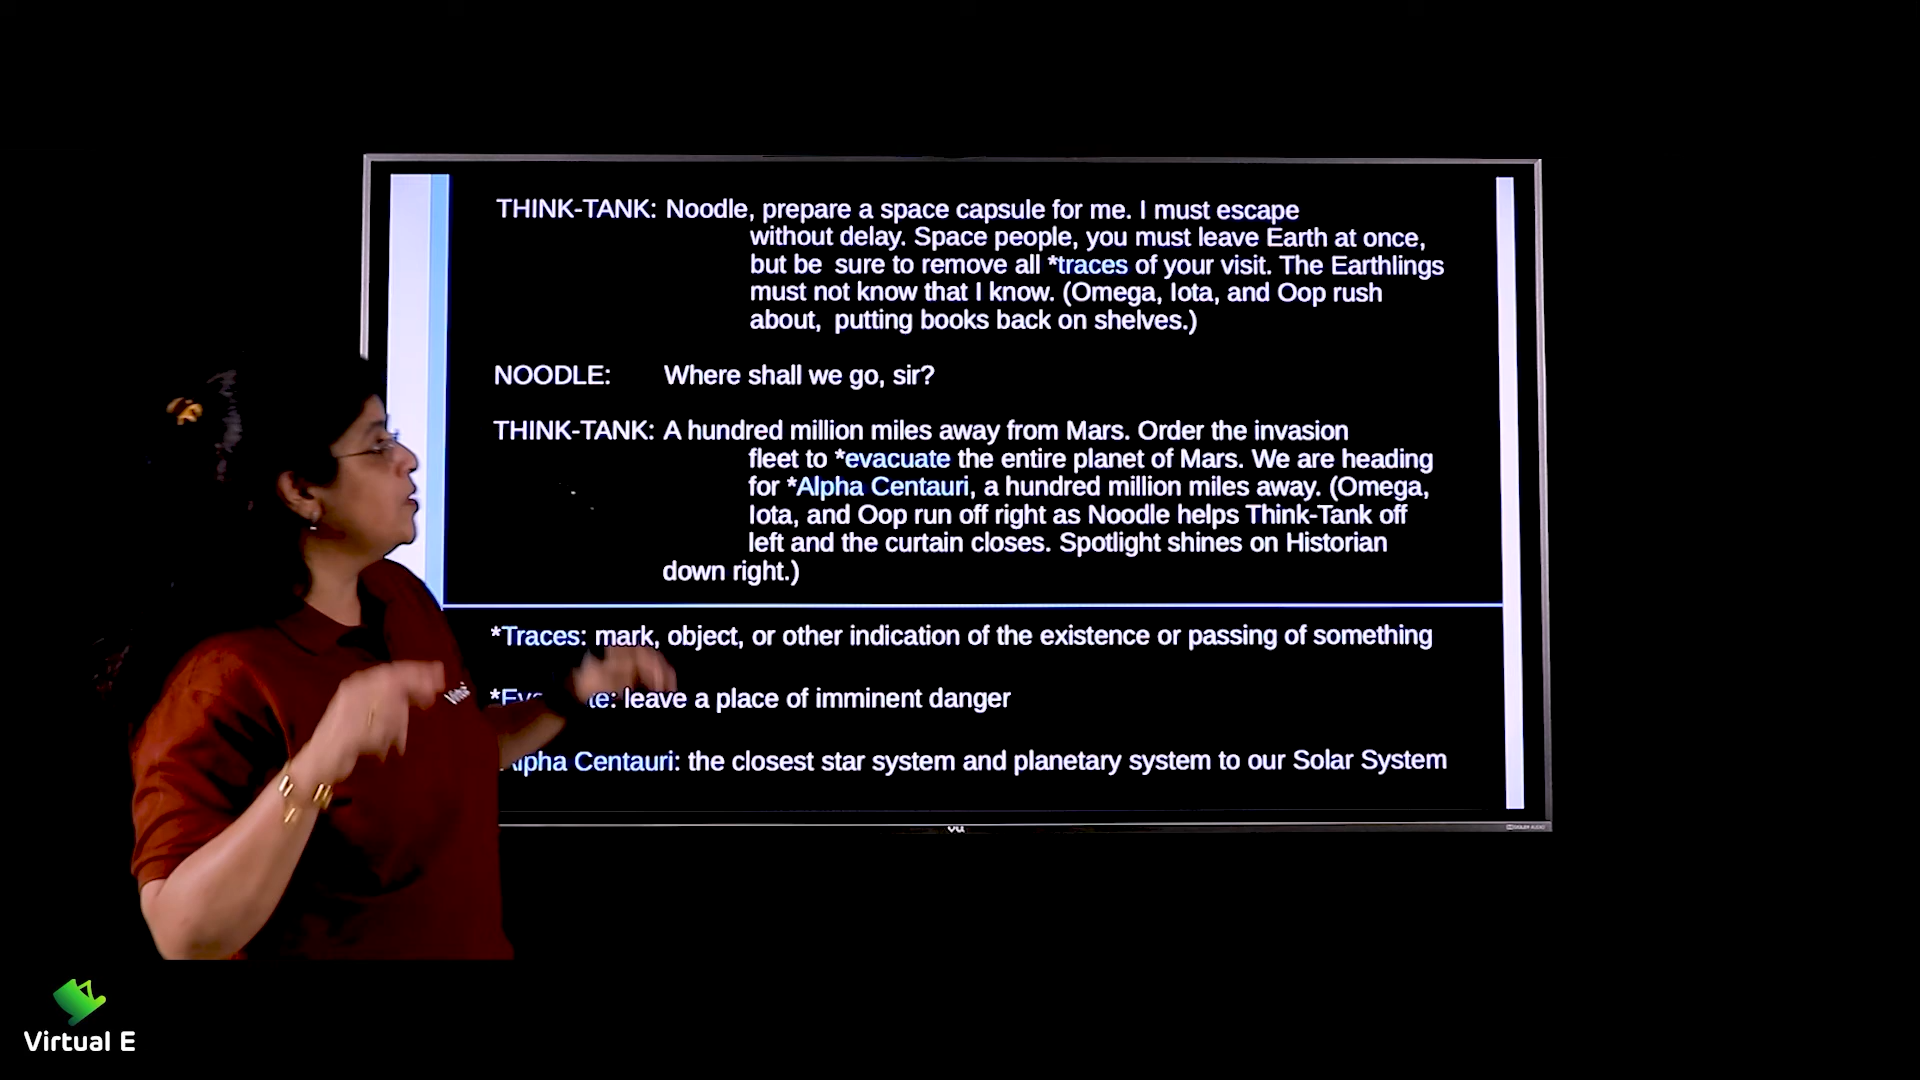 THINK-TANK: Noodle, prepare a space capsule for me. I must escape
without delay. Space people, you must leave Earth at once,
but be sure to remove all *traces of your visit. The Earthlings
must not know that I know. (Omega, Iota, and Oop rush
about, putting books back on shelves.)
NOODLE: Where shall we go, sir?
THINK-TANK: A hundred million miles away from Mars. Order the invasion
fleet to *evacuate the entire planet of Mars. We are heading
for *Alpha Centauri, a hundred million miles away. (Omega,
Iota, and Oop run off right as Noodle helps Think-Tank off
left and the curtain closes. Spotlight shines on Historian
down right.)
*Traces: mark, object, or other indication of the existence or passing of something
leave a place of imminent danger
Alpha Centauri: the closest star system and planetary system to our Solar System
Virtual E